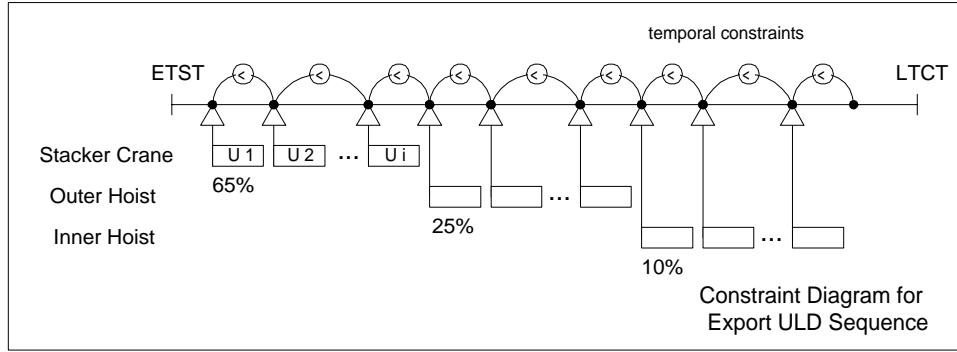 temporal constraints
ETST < < < < < < < < < LTCT
Stacker Crane U 1 U 2 ... U i
65%
Outer Hoist ...
25%
Inner Hoist ...
10%
Constraint Diagram for
Export ULD Sequence